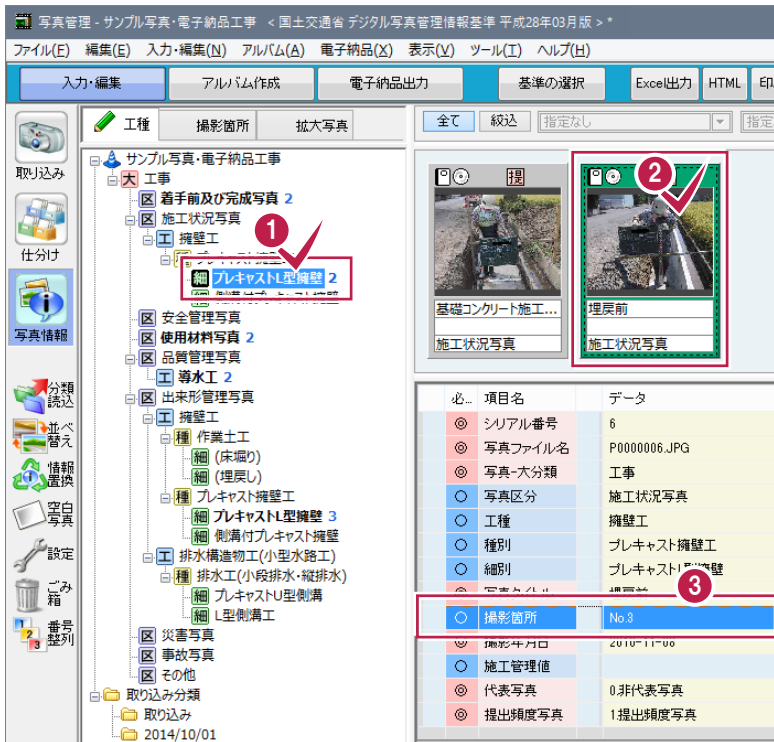 写真管理 - サンプル写真・電子納品工事 < 国土交通省 デジタル写真管理情報基準 平成28年03月版 > *
ファイル(F) 編集(E) 入力・編集(N) アルバム(A) 電子納品(X) 表示(V) ツール(T) ヘルプ(H)
入力・編集 アルバム作成 電子納品出力 基準の選択 Excel出力 HTML
取り込み
仕分け
写真情報
分類読込
並べ替え
情報置換
空白写真
設定
ごみ箱
番号整列
工種 撮影箇所 拡大写真
サンプル写真・電子納品工事
大 工事
区 着手前及び完成写真 2
区 施工状況写真
工 擁壁工
1
細 プレキャストL型擁壁 2
区 安全管理写真
区 使用材料写真 2
区 品質管理写真
工 導水工 2
区 出来形管理写真
工 擁壁工
種 作業土工
細 (床堀り)
細 (埋戻し)
種 プレキャスト擁壁工
細 プレキャストL型擁壁 3
細 側溝付プレキャスト擁壁
工 排水構造物工(小型水路工)
種 排水工(小段排水・縦排水)
細 プレキャストU型側溝
細 L型側溝工
区 災害写真
区 事故写真
区 その他
取り込み分類
取り込み
2014/10/01
全て 絞込 指定なし 指定
提
2
基礎コンクリート施工... 埋戻前
施工状況写真 施工状況写真
必... 項目名 データ
◎ シリアル番号 6
◎ 写真ファイル名 P0000006.JPG
◎ 写真-大分類 工事
○ 写真区分 施工状況写真
○ 工種 擁壁工
○ 種別 プレキャスト擁壁工
○ 細別 プレキャストL型擁壁
3
○ 撮影箇所 No.3
◎ 撮影年月日
○ 施工管理値
◎ 代表写真 0.非代表写真
◎ 提出頻度写真 1.提出頻度写真